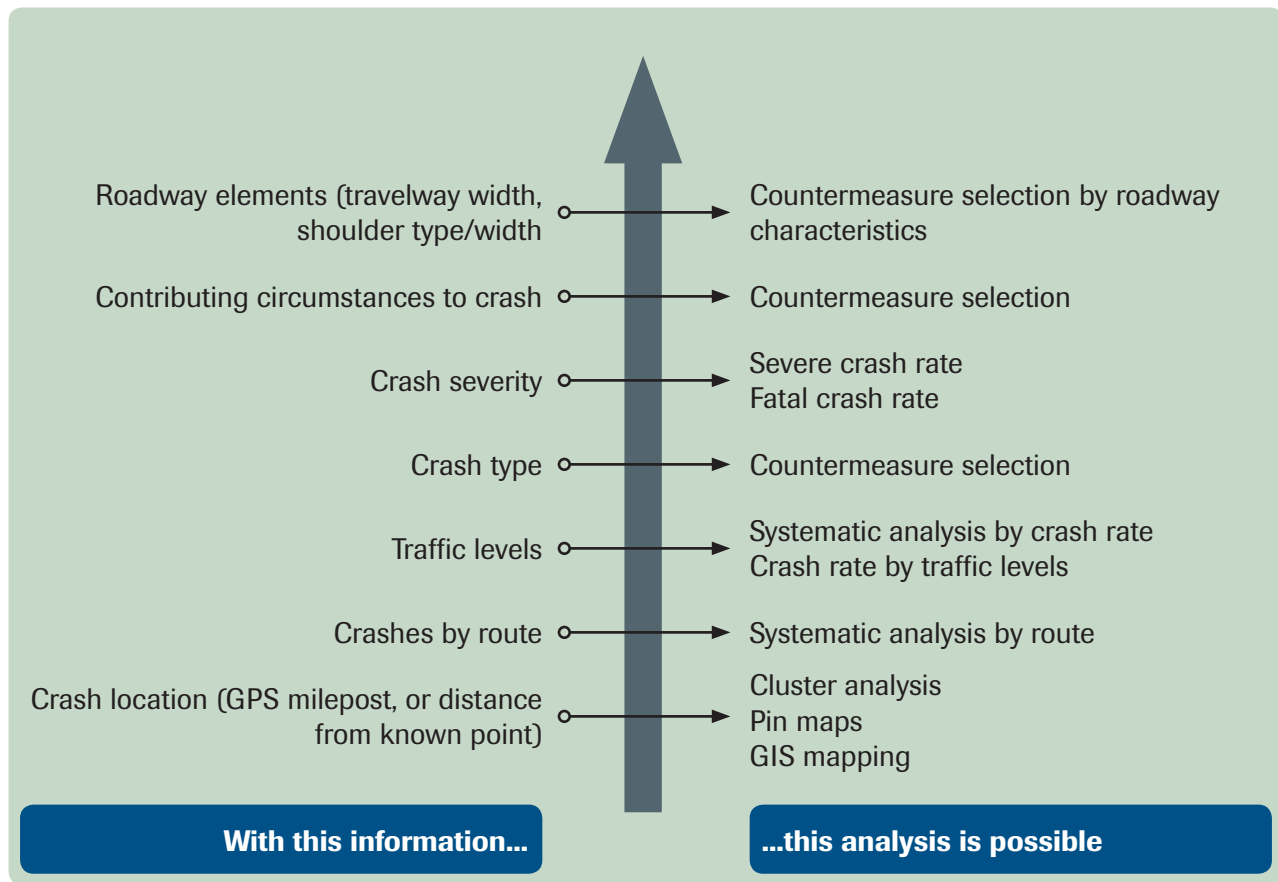 Roadway elements (travelway width,
shoulder type/width
Countermeasure selection by roadway
characteristics
Contributing circumstances to crash
Countermeasure selection
Crash severity
Severe crash rate
Fatal crash rate
Crash type
Countermeasure selection
Traffic levels
Systematic analysis by crash rate
Crash rate by traffic levels
Crashes by route
Systematic analysis by route
Crash location (GPS milepost, or distance
from known point)
Cluster analysis
Pin maps
GIS mapping
With this information...
...this analysis is possible